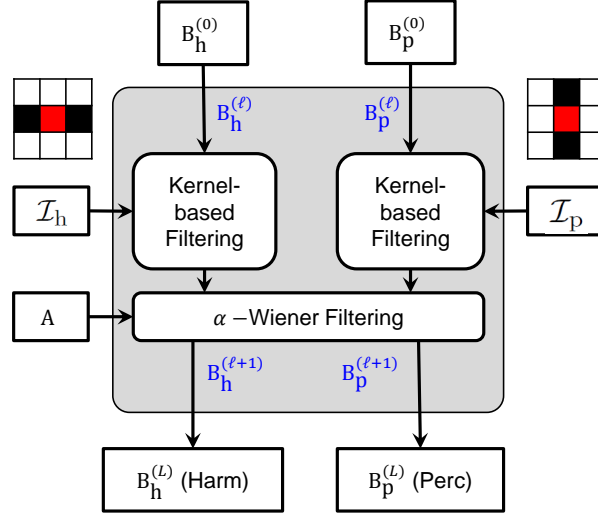 B_h^(0) B_p^(0)
B_h^(ℓ) B_p^(ℓ)
Kernel- Kernel-
based based
Filtering Filtering
ℐ_h ℐ_p
A
α −Wiener Filtering
B_h^(ℓ+1) B_p^(ℓ+1)
B_h^(L) (Harm) B_p^(L) (Perc)